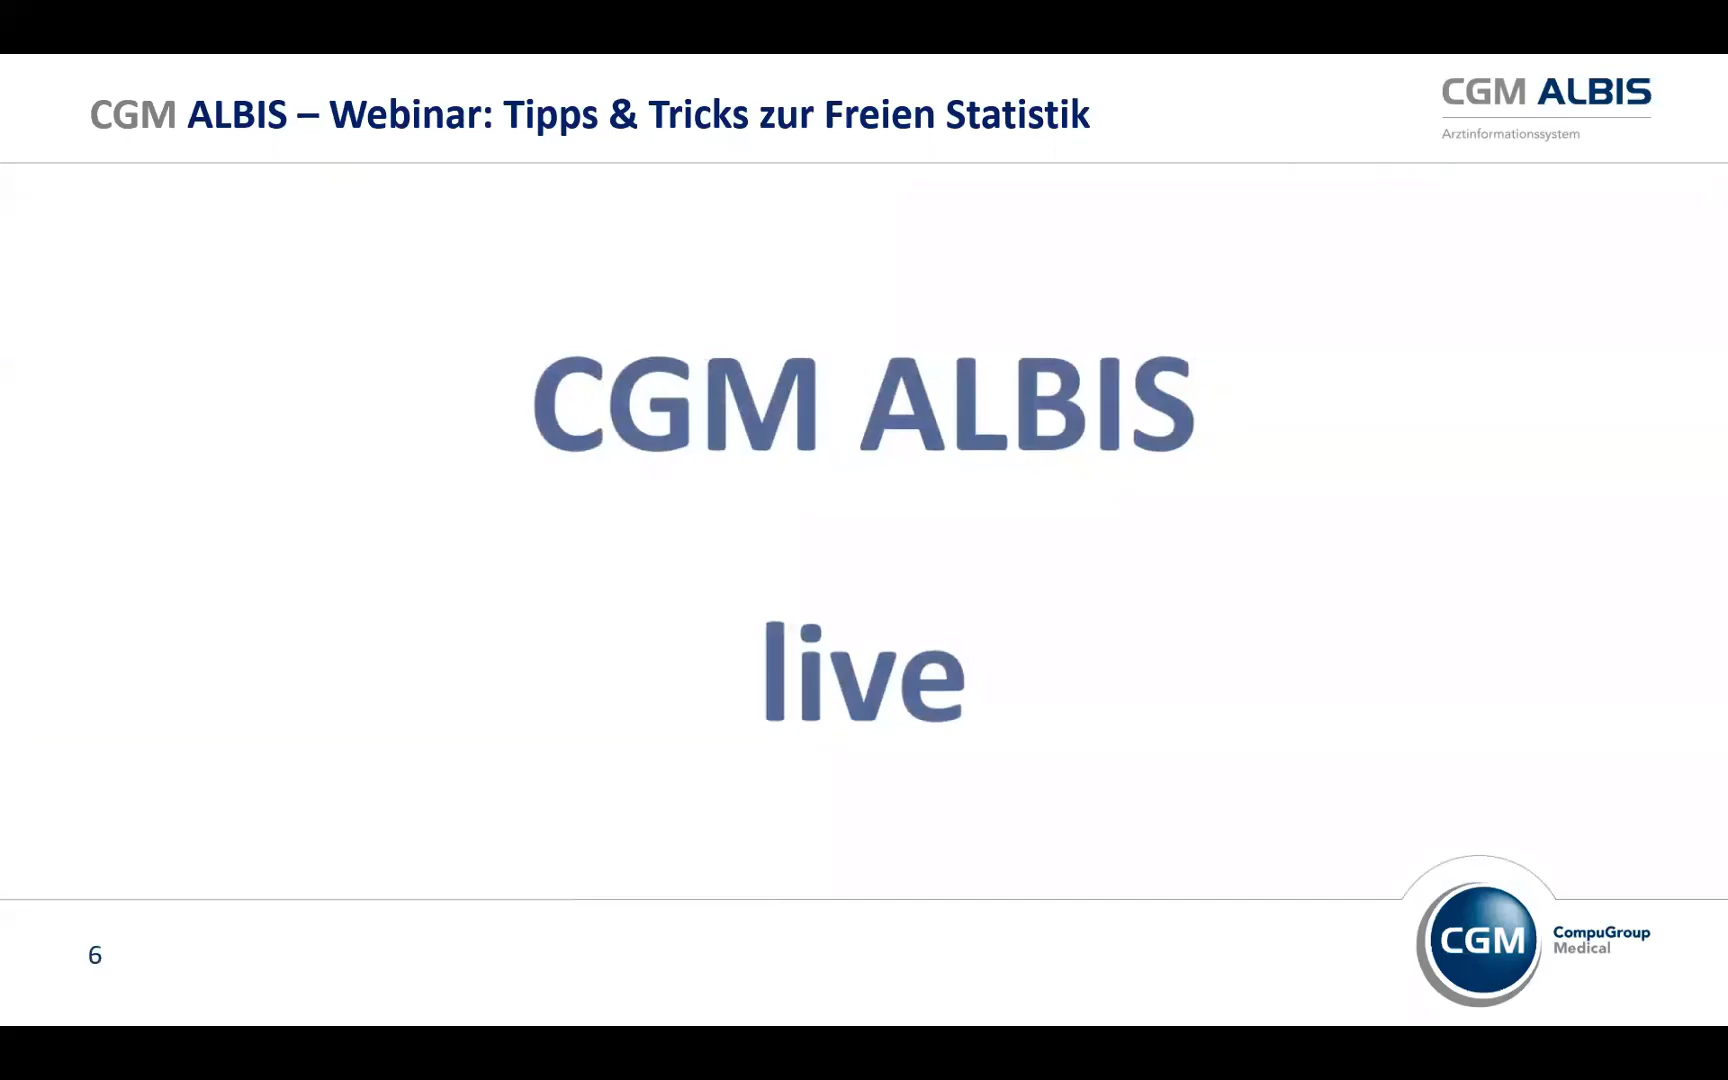 CGM ALBIS – Webinar: Tipps & Tricks zur Freien Statistik
CGM ALBIS
Arztinformationssystem
CGM ALBIS
live
6
CGM
CompuGroup
Medical